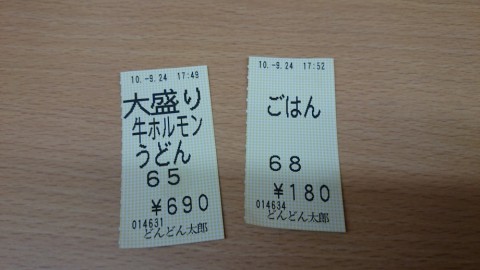 10.-9.24 17:49
大盛り
牛ホルモン
うどん
65
¥690
014631
どんどん太郎
10.-9.24 17:52
ごはん
68
¥180
014634
どんどん太郎